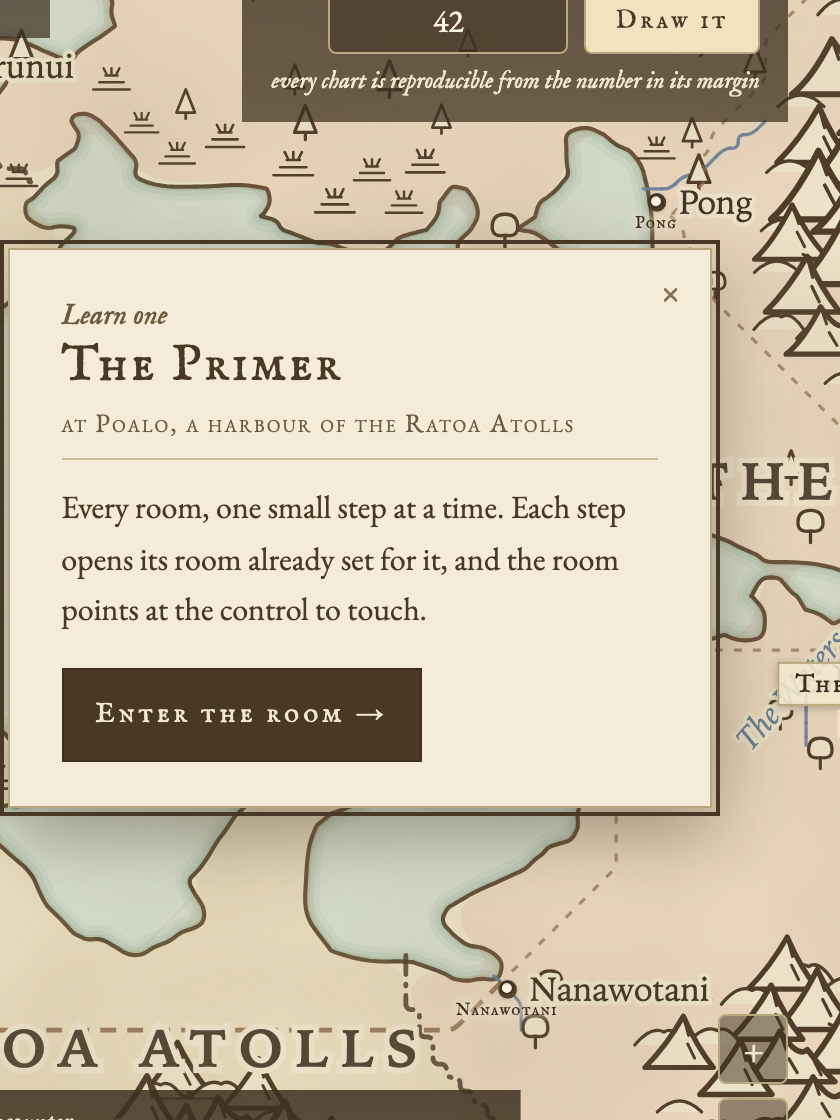 42
Draw it
every chart is reproducible from the number in its margin
Pong
Pong
×
Learn one
The Primer
at Poalo, a harbour of the Ratoa Atolls
Every room, one small step at a time. Each step
opens its room already set for it, and the room
points at the control to touch.
Enter the room →
The
Nanawotani
Nanawotani
ATOLLS
+